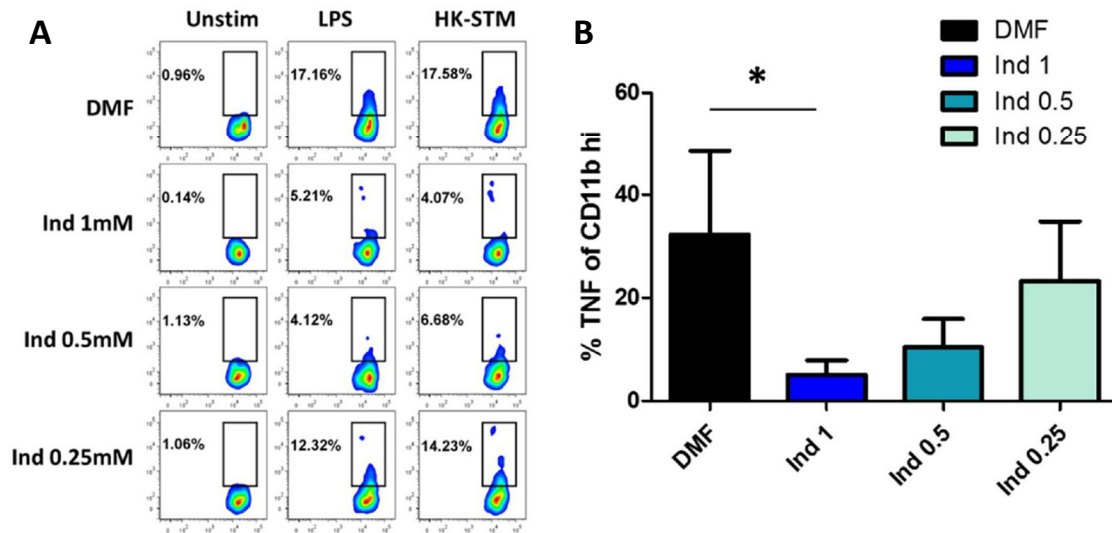 A
Unstim LPS HK-STM
DMF
0.96% 17.16% 17.58%
Ind 1mM
0.14% 5.21% 4.07%
Ind 0.5mM
1.13% 4.12% 6.68%
Ind 0.25mM
1.06% 12.32% 14.23%
B
DMF
Ind 1
Ind 0.5
Ind 0.25
*
% TNF of CD11b hi
60
40
20
0
DMF Ind 1 Ind 0.5 Ind 0.25